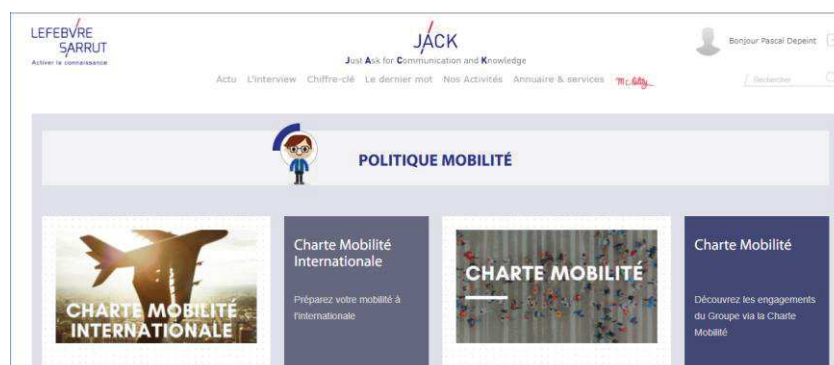 LEFEBVRE
SARRUT
Activer la connaissance
JACK
Just Ask for Communication and Knowledge
Bonjour Pascal Depeint
Actu L'interview Chiffre-clé Le dernier mot Nos Activités Annuaire & services
Rechercher
POLITIQUE MOBILITÉ
CHARTE MOBILITÉ
INTERNATIONALE
Charte Mobilité
Internationale
Préparez votre mobilité à
l'internationale
CHARTE MOBILITÉ
Charte Mobilité
Découvrez les engagements
du Groupe via la Charte
Mobilité